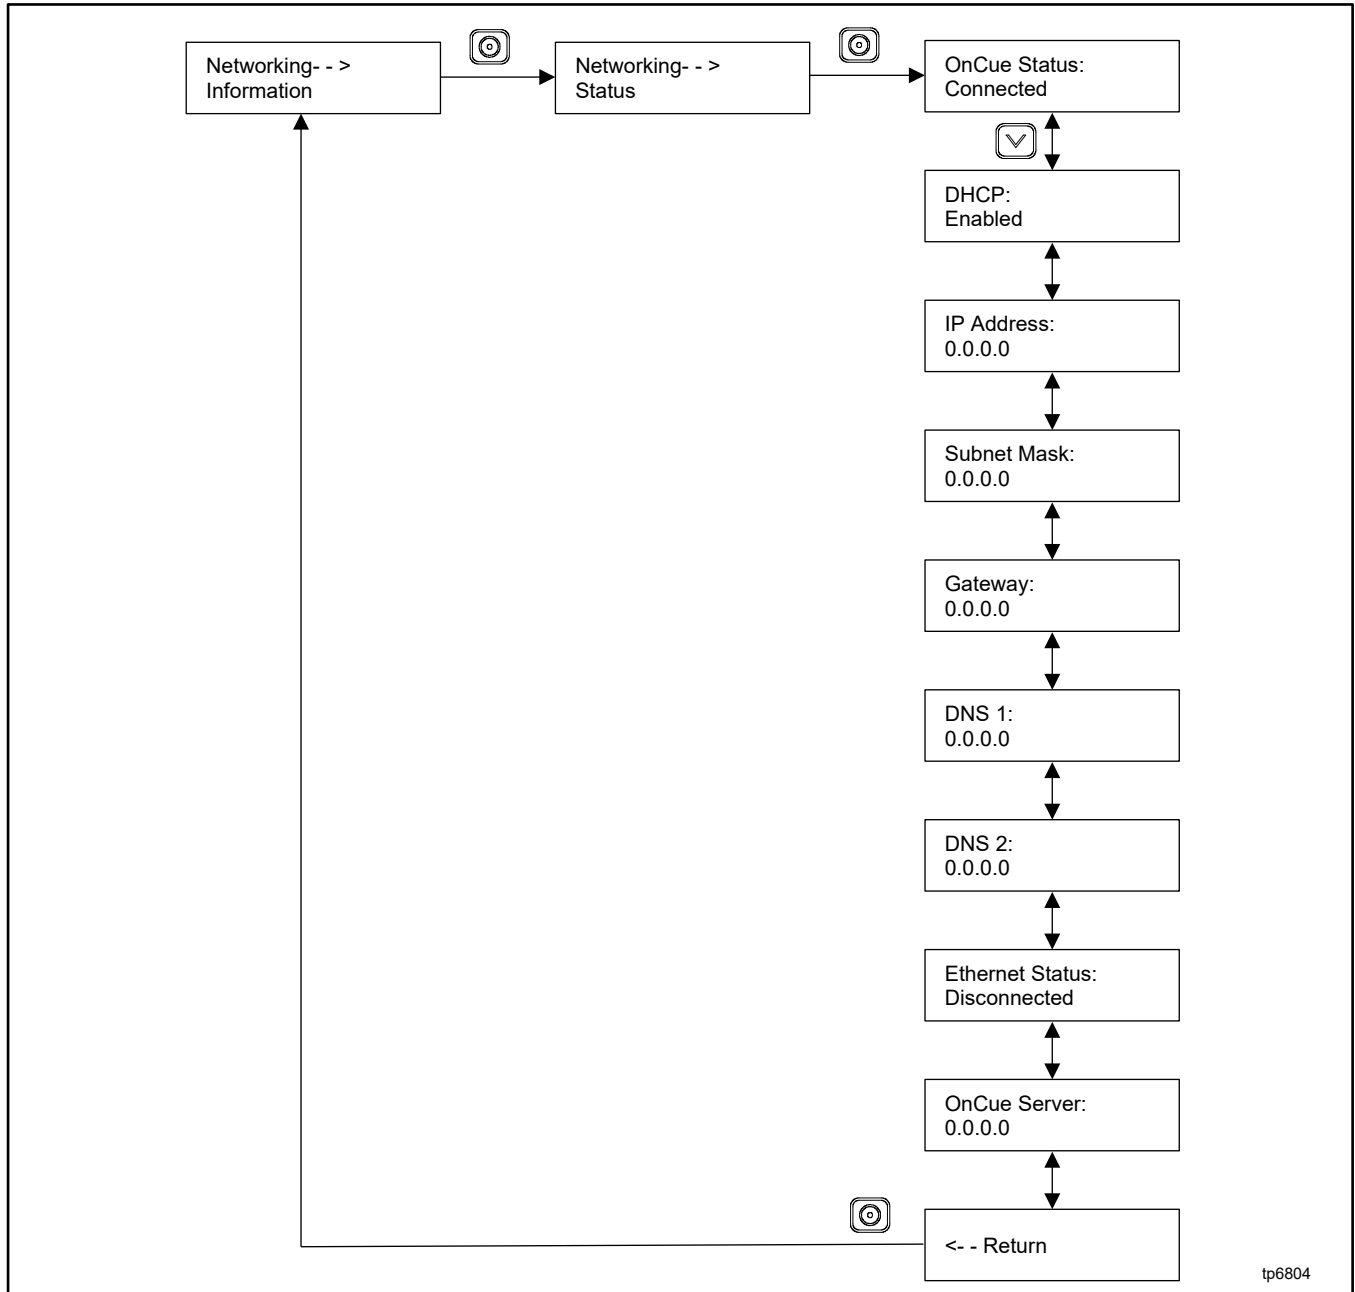 Networking- - >
Information
Networking- - >
Status
OnCue Status:
Connected
DHCP:
Enabled
IP Address:
0.0.0.0
Subnet Mask:
0.0.0.0
Gateway:
0.0.0.0
DNS 1:
0.0.0.0
DNS 2:
0.0.0.0
Ethernet Status:
Disconnected
OnCue Server:
0.0.0.0
<- - Return
tp6804